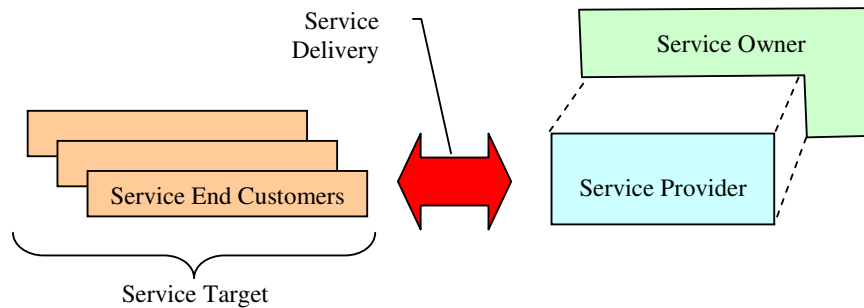 Service
Delivery
Service Owner
Service End Customers
Service Provider
Service Target